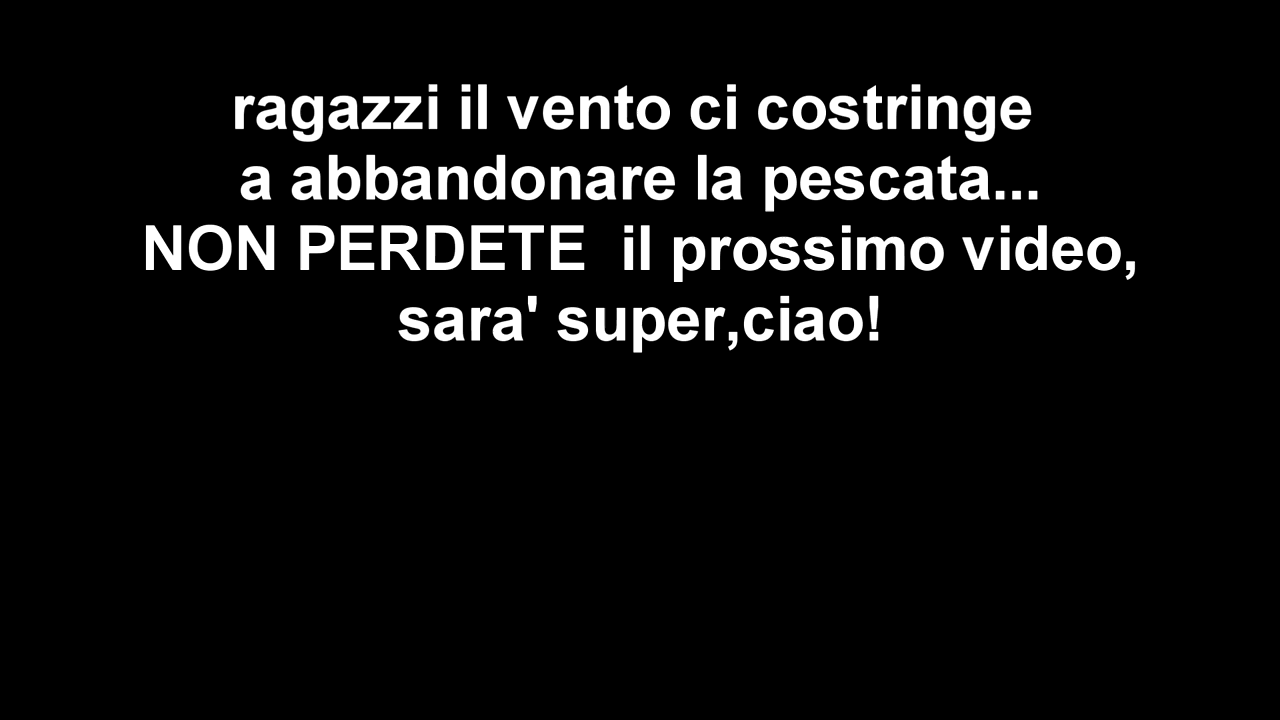 ragazzi il vento ci costringe
a abbandonare la pescata...
NON PERDETE  il prossimo video,
sara' super,ciao!